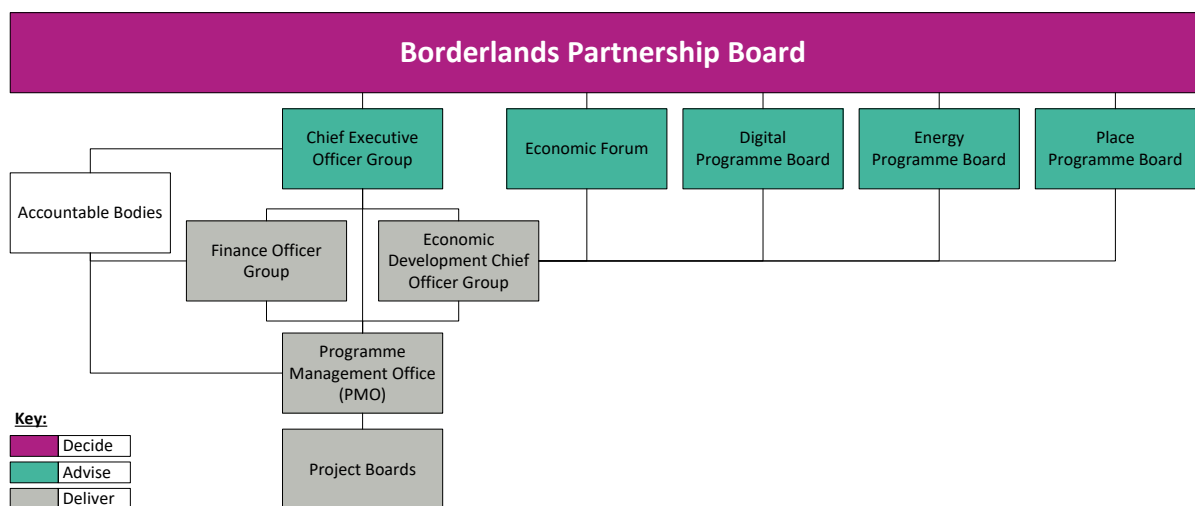 Borderlands Partnership Board
Chief Executive
Officer Group
Economic Forum
Digital
Programme Board
Energy
Programme Board
Place
Programme Board
Accountable Bodies
Finance Officer
Group
Economic
Development Chief
Officer Group
Programme
Management Office
(PMO)
Project Boards
Key:
Decide
Advise
Deliver